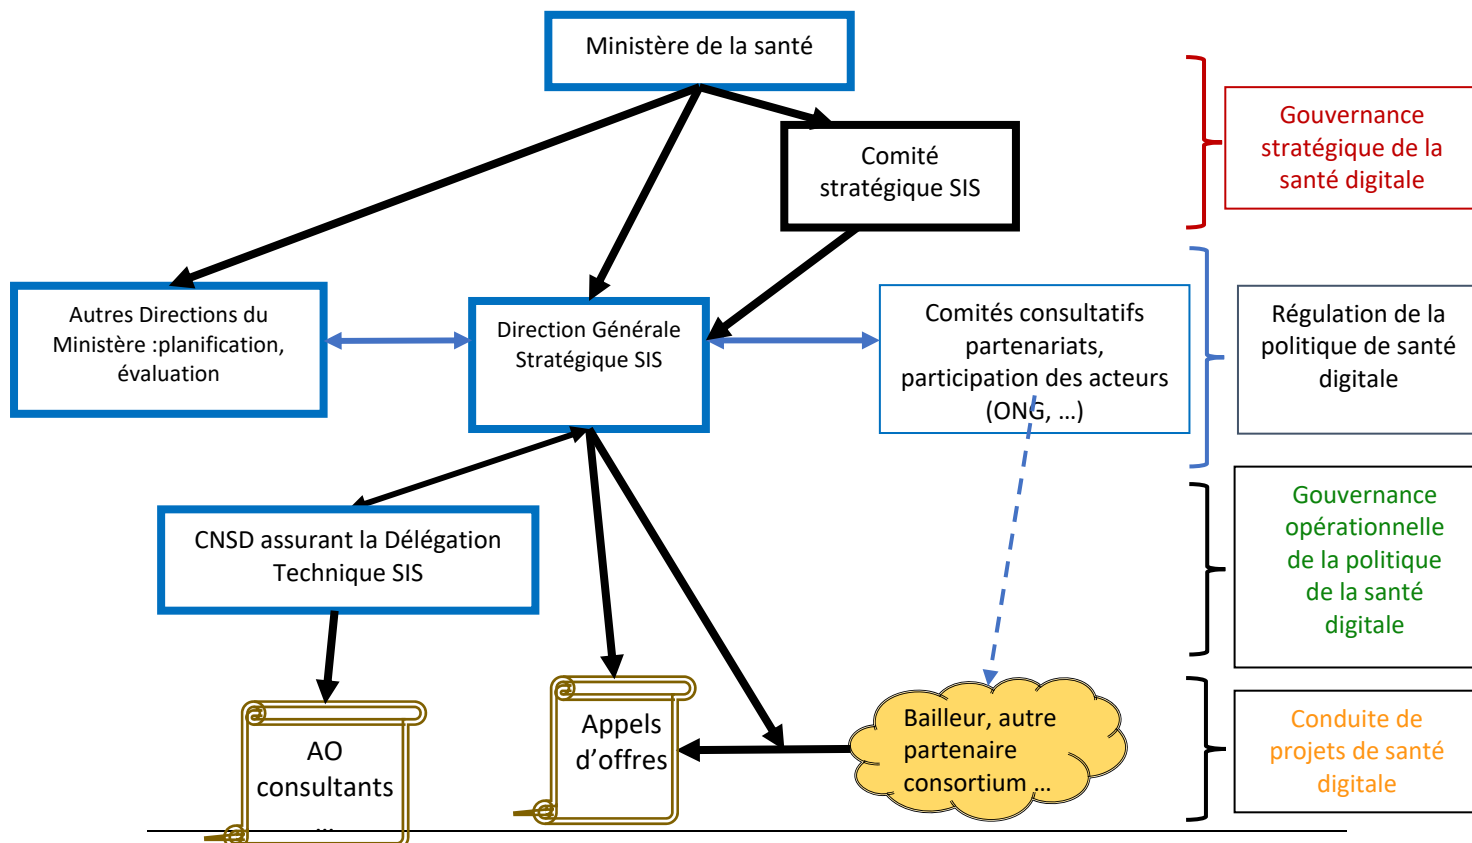 Ministère de la santé
Comité
stratégique SIS
Gouvernance
stratégique de la
santé digitale
Autres Directions du
Ministère :planification,
évaluation
Direction Générale
Stratégique SIS
Comités consultatifs
partenariats,
participation des acteurs
(ONG, ...)
Régulation de la
politique de santé
digitale
CNSD assurant la Délégation
Technique SIS
Gouvernance
opérationnelle
de la politique
de la santé
digitale
AO
consultants
...
Appels
d’offres
Bailleur, autre
partenaire
consortium ...
Conduite de
projets de santé
digitale